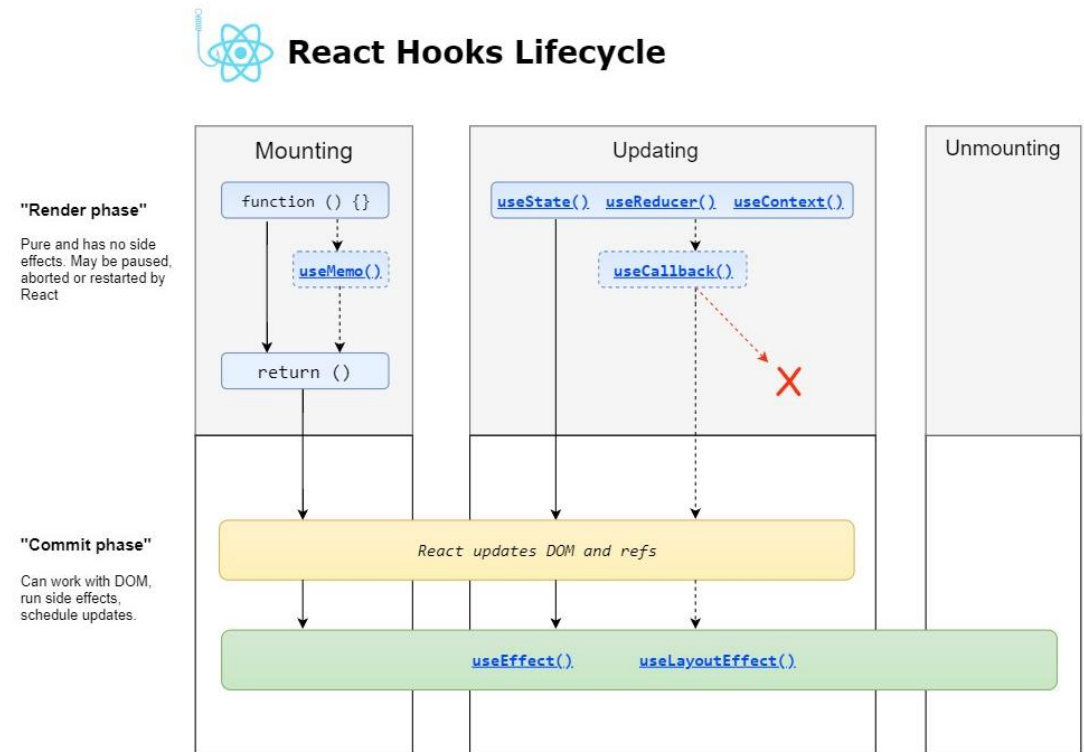 React Hooks Lifecycle
Mounting
Updating
Unmounting
"Render phase"
Pure and has no side
effects. May be paused,
aborted or restarted by
React
function () {}
useMemo()
return ()
useState() useReducer() useContext()
useCallback()
"Commit phase"
Can work with DOM,
run side effects,
schedule updates.
React updates DOM and refs
useEffect() useLayoutEffect()